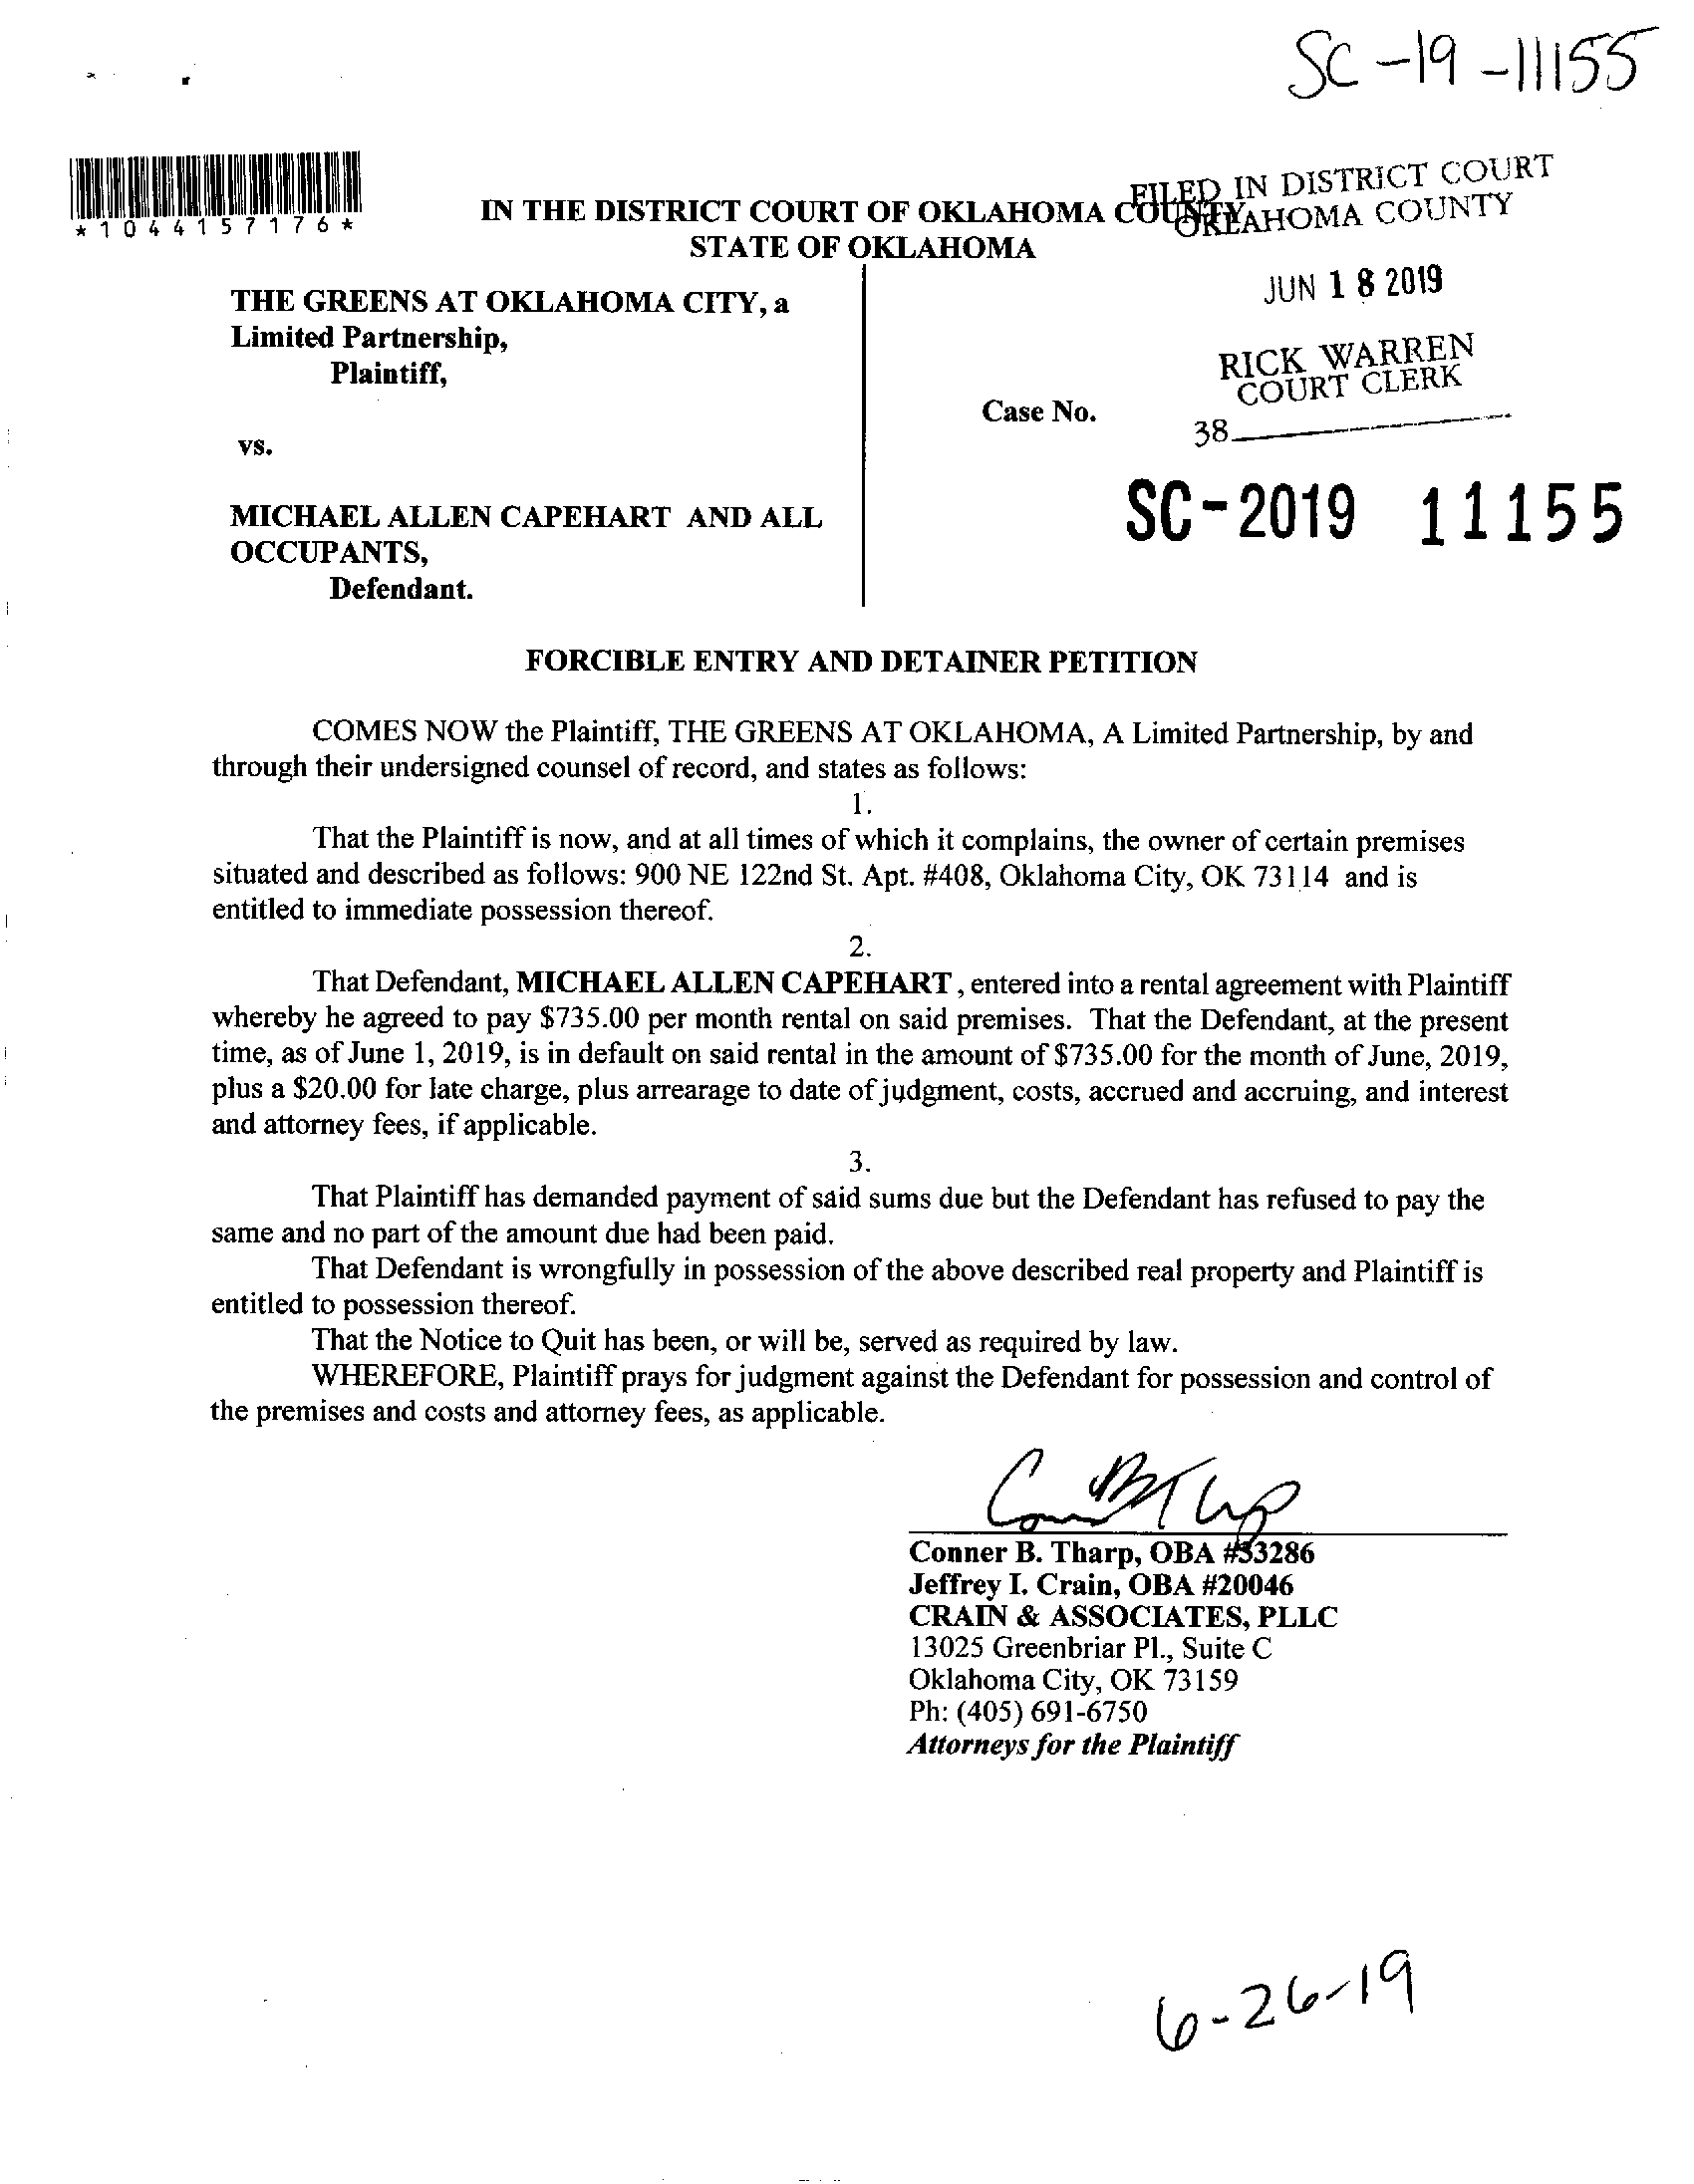 SC-19-11155
*1044157176*
IN THE DISTRICT COURT OF OKLAHOMA COUNTY
STATE OF OKLAHOMA
FILED IN DISTRICT COURT
OKLAHOMA COUNTY
JUN 18 2019
RICK WARREN
COURT CLERK
38
THE GREENS AT OKLAHOMA CITY, a
Limited Partnership,
Plaintiff,
Case No.
vs.
SC-2019 11155
MICHAEL ALLEN CAPEHART AND ALL
OCCUPANTS,
Defendant.
FORCIBLE ENTRY AND DETAINER PETITION
COMES NOW the Plaintiff, THE GREENS AT OKLAHOMA, A Limited Partnership, by and
through their undersigned counsel of record, and states as follows:
1.
That the Plaintiff is now, and at all times of which it complains, the owner of certain premises
situated and described as follows: 900 NE 122nd St. Apt. #408, Oklahoma City, OK 73114 and is
entitled to immediate possession thereof.
2.
That Defendant, MICHAEL ALLEN CAPEHART , entered into a rental agreement with Plaintiff
whereby he agreed to pay $735.00 per month rental on said premises. That the Defendant, at the present
time, as of June 1, 2019, is in default on said rental in the amount of $735.00 for the month of June, 2019,
plus a $20.00 for late charge, plus arrearage to date of judgment, costs, accrued and accruing, and interest
and attorney fees, if applicable.
3.
That Plaintiff has demanded payment of said sums due but the Defendant has refused to pay the
same and no part of the amount due had been paid.
That Defendant is wrongfully in possession of the above described real property and Plaintiff is
entitled to possession thereof.
That the Notice to Quit has been, or will be, served as required by law.
WHEREFORE, Plaintiff prays for judgment against the Defendant for possession and control of
the premises and costs and attorney fees, as applicable.
Conner B. Tharp, OBA #33286
Jeffrey I. Crain, OBA #20046
CRAIN & ASSOCIATES, PLLC
13025 Greenbriar Pl., Suite C
Oklahoma City, OK 73159
Ph: (405) 691-6750
Attorneys for the Plaintiff
6-26-19